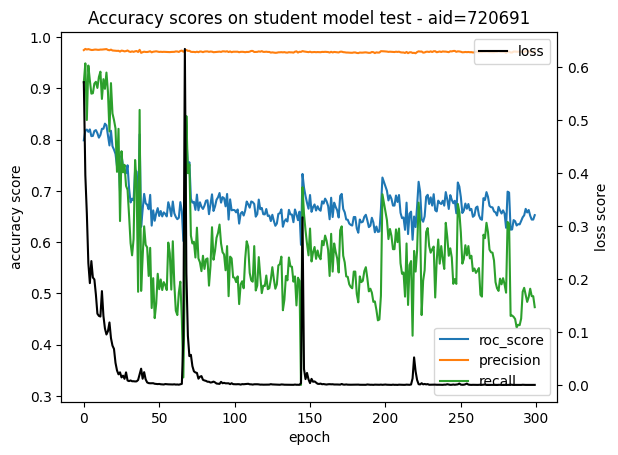 Accuracy scores on student model test - aid=720691
accuracy score
1.0
0.9
0.8
0.7
0.6
0.5
0.4
0.3
loss
0.6
0.5
0.4
0.3
0.2
0.1
0.0
loss score
roc_score
precision
recall
0
50
100
150
200
250
300
epoch